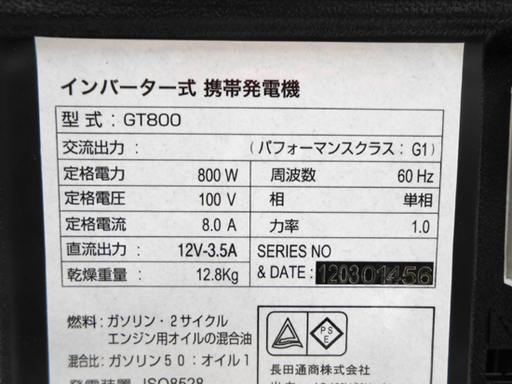 インバーター式 携帯発電機
型 式 : GT800
交流出力 : (パフォーマンスクラス : G1)
定格電力 800 W 周波数 60 Hz
定格電圧 100 V 相 単相
定格電流 8.0 A 力率 1.0
直流出力: 12V-3.5A SERIES NO
乾燥重量 : 12.8Kg & DATE : 120301456
燃料: ガソリン・2サイクル
エンジン用オイルの混合油
混合比: ガソリン50 : オイル1
PS E
長田通商株式会社
発電装置 ISO8528